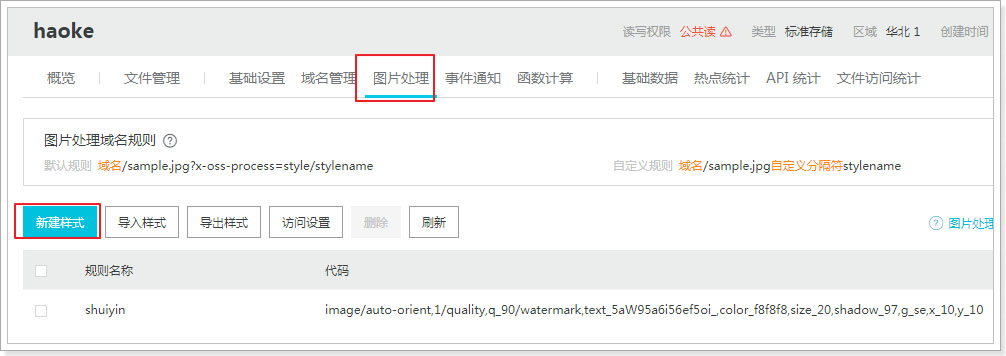 haoke 读写权限 公共读 类型 标准存储 区域 华北 1 创建时间
概览 文件管理 基础设置 域名管理 图片处理 事件通知 函数计算 基础数据 热点统计 API 统计 文件访问统计
图片处理域名规则 ?
默认规则 域名/sample.jpg?x-oss-process=style/stylename 自定义规则 域名/sample.jpg自定义分隔符stylename
新建样式 导入样式 导出样式 访问设置 删除 刷新 ? 图片处理
规则名称 代码
shuiyin image/auto-orient,1/quality,q_90/watermark,text_5aW95a6i56ef5oi_,color_f8f8f8,size_20,shadow_97,g_se,x_10,y_10